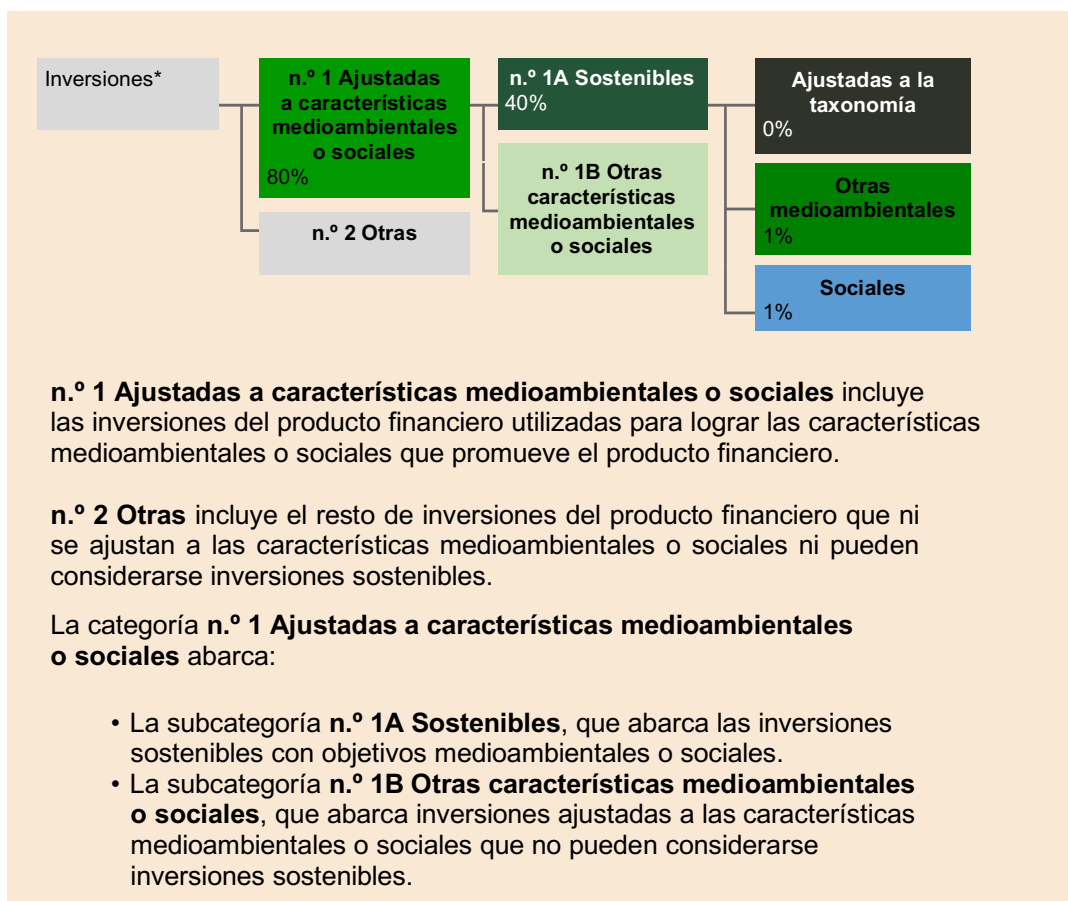 Inversiones*
n.º 1 Ajustadas
a características
medioambientales
o sociales
80%
n.º 2 Otras
n.º 1A Sostenibles
40%
n.º 1B Otras
características
medioambientales
o sociales
Ajustadas a la
taxonomía
0%
Otras
medioambientales
1%
Sociales
1%
n.º 1 Ajustadas a características medioambientales o sociales incluye
las inversiones del producto financiero utilizadas para lograr las características
medioambientales o sociales que promueve el producto financiero.
n.º 2 Otras incluye el resto de inversiones del producto financiero que ni
se ajustan a las características medioambientales o sociales ni pueden
considerarse inversiones sostenibles.
La categoría n.º 1 Ajustadas a características medioambientales
o sociales abarca:
• La subcategoría n.º 1A Sostenibles, que abarca las inversiones
sostenibles con objetivos medioambientales o sociales.
• La subcategoría n.º 1B Otras características medioambientales
o sociales, que abarca inversiones ajustadas a las características
medioambientales o sociales que no pueden considerarse
inversiones sostenibles.